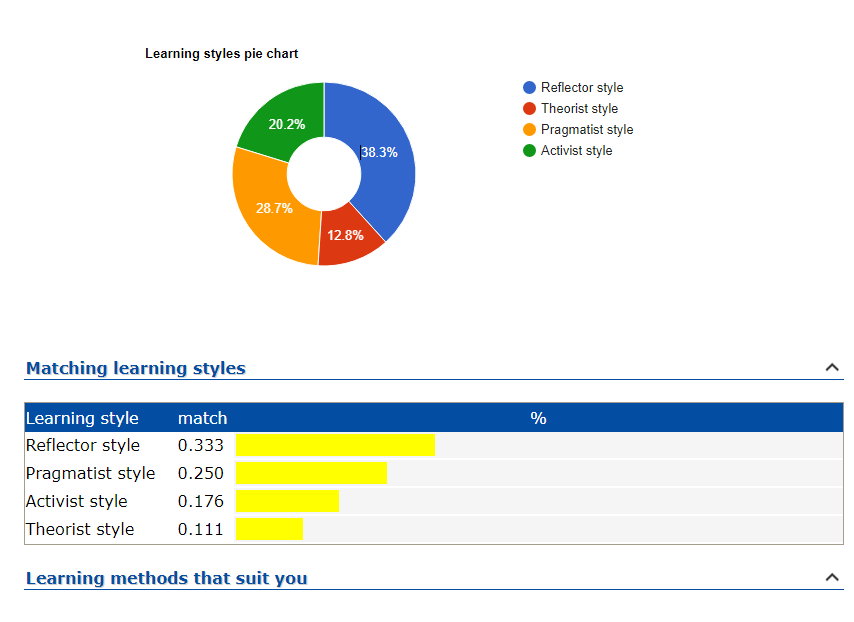 Learning styles pie chart
Reflector style
Theorist style
Pragmatist style
Activist style
20.2%
38.3%
28.7%
12.8%
Matching learning styles
Learning style match %
Reflector style 0.333
Pragmatist style 0.250
Activist style 0.176
Theorist style 0.111
Learning methods that suit you